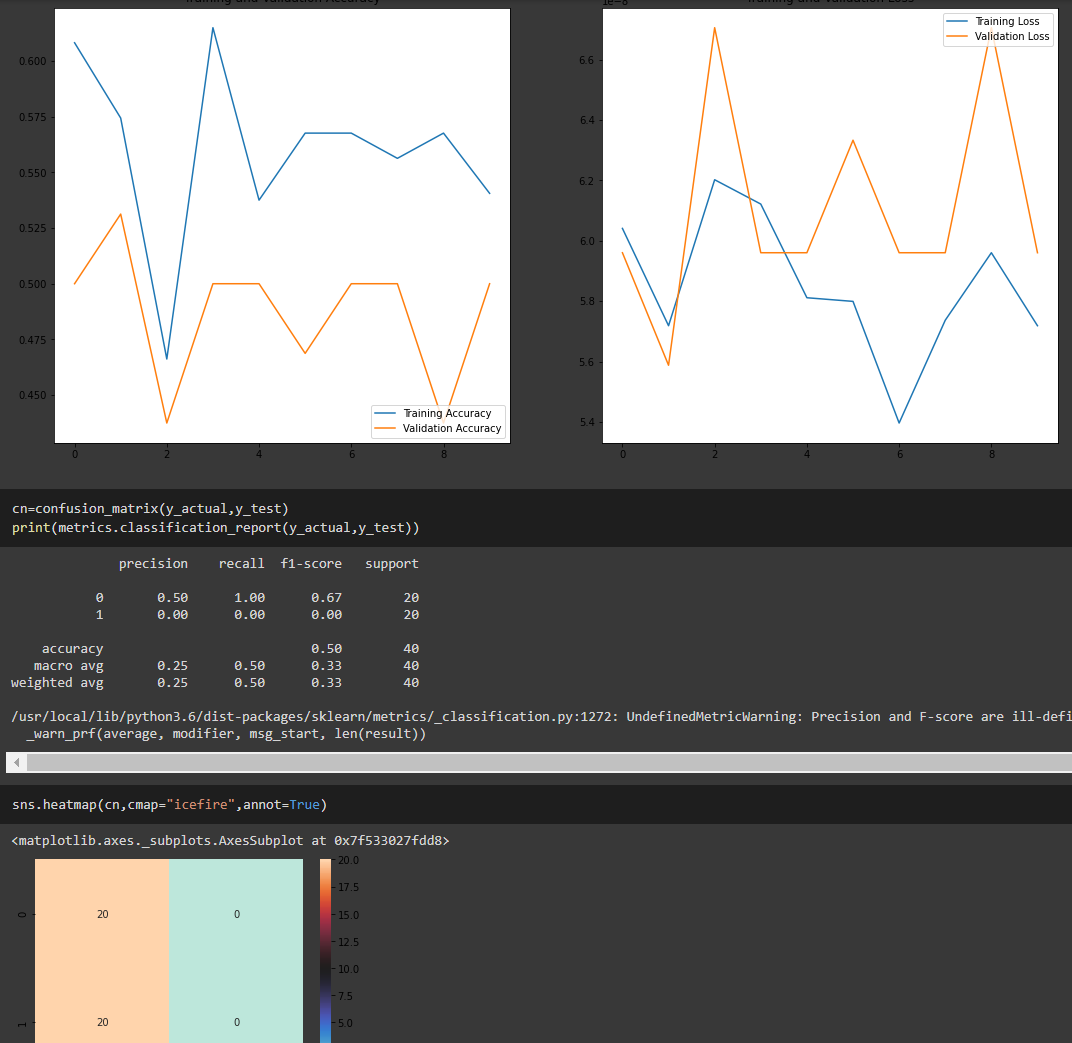 Training and Validation Accuracy
0.600
0.575
0.550
0.525
0.500
0.475
0.450
0 2 4 6 8
Training Accuracy
Validation Accuracy
1e−8 Training and Validation Loss
6.6
6.4
6.2
6.0
5.8
5.6
5.4
0 2 4 6 8
Training Loss
Validation Loss
cn=confusion_matrix(y_actual,y_test)
print(metrics.classification_report(y_actual,y_test))
precision recall f1-score support
0 0.50 1.00 0.67 20
1 0.00 0.00 0.00 20
accuracy 0.50 40
macro avg 0.25 0.50 0.33 40
weighted avg 0.25 0.50 0.33 40
/usr/local/lib/python3.6/dist-packages/sklearn/metrics/_classification.py:1272: UndefinedMetricWarning: Precision and F-score are ill-defi
_warn_prf(average, modifier, msg_start, len(result))
sns.heatmap(cn,cmap="icefire",annot=True)
<matplotlib.axes._subplots.AxesSubplot at 0x7f533027fdd8>
0 20 0
1 20 0
20.0
17.5
15.0
12.5
10.0
7.5
5.0